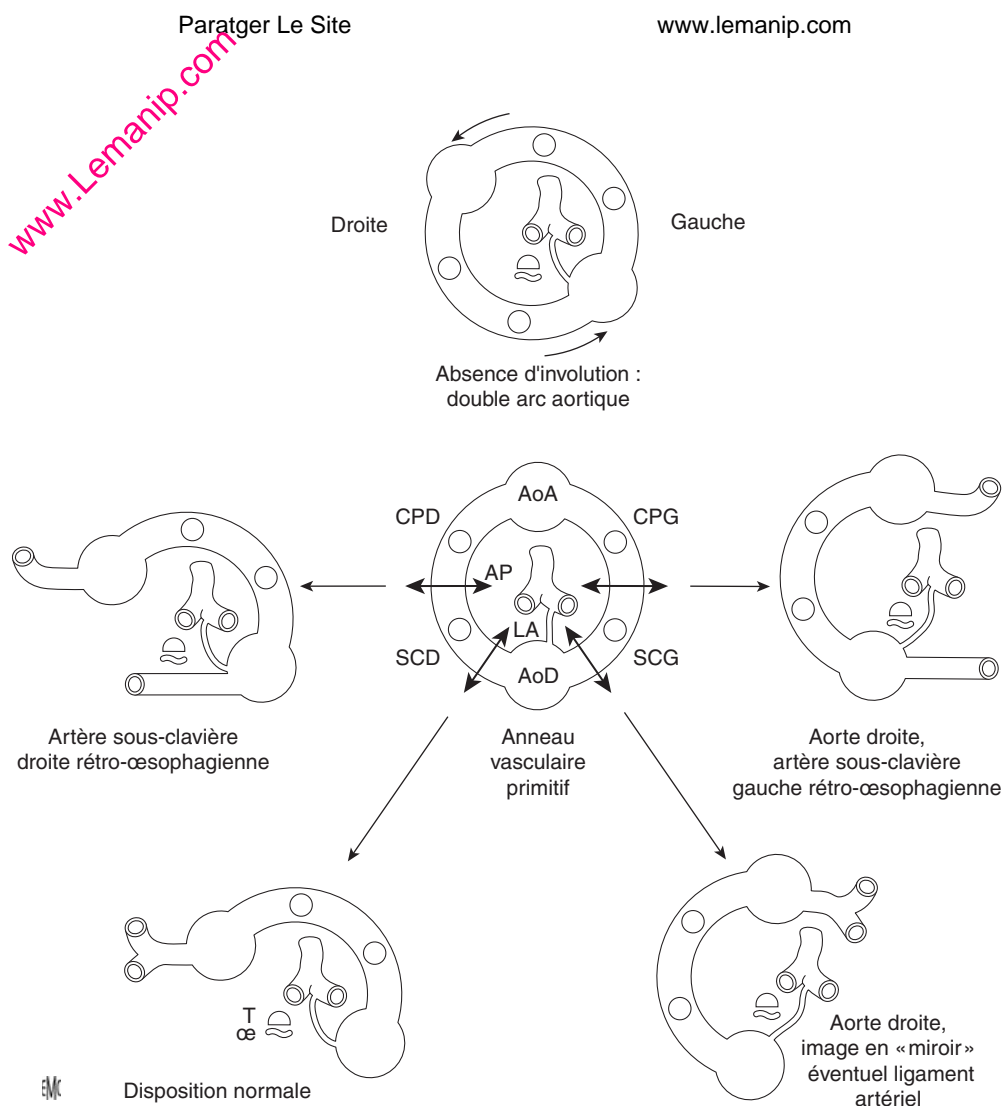 Paratger Le Site
www.lemanip.com
www.Lemanip.com
Droite
Gauche
Absence d'involution :
double arc aortique
AoA
CPD
CPG
AP
LA
SCD
SCG
AoD
Artère sous-clavière
droite rétro-œsophagienne
Anneau
vasculaire
primitif
Aorte droite,
artère sous-clavière
gauche rétro-œsophagienne
T
œ
Disposition normale
Aorte droite,
image en «miroir»
éventuel ligament
artériel
EMC